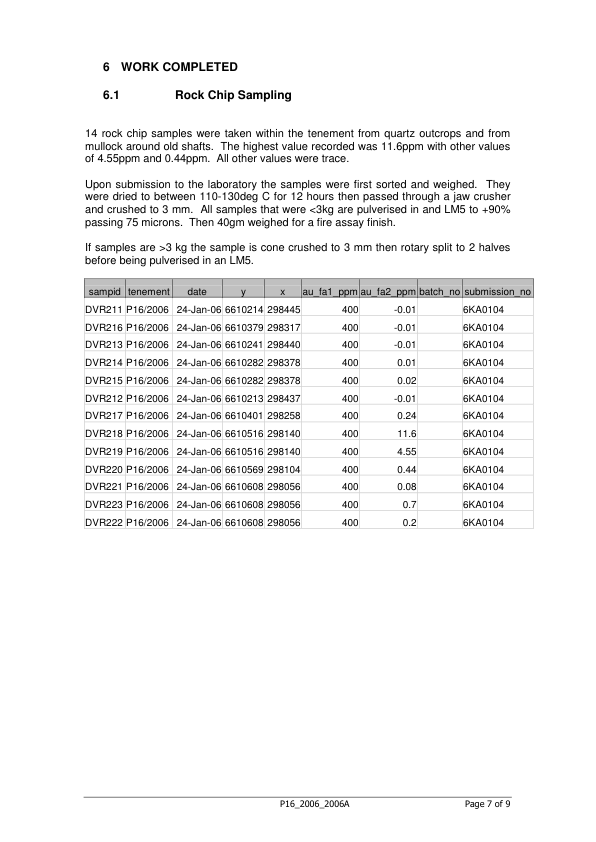 6 WORK COMPLETED
6.1 Rock Chip Sampling
14 rock chip samples were taken within the tenement from quartz outcrops and from
mullock around old shafts. The highest value recorded was 11.6ppm with other values
of 4.55ppm and 0.44ppm. All other values were trace.
Upon submission to the laboratory the samples were first sorted and weighed. They
were dried to between 110-130deg C for 12 hours then passed through a jaw crusher
and crushed to 3 mm. All samples that were <3kg are pulverised in and LM5 to +90%
passing 75 microns. Then 40gm weighed for a fire assay finish.
If samples are >3 kg the sample is cone crushed to 3 mm then rotary split to 2 halves
before being pulverised in an LM5.
sampid tenement date y x au_fa1_ppm au_fa2_ppm batch_no submission_no
DVR211 P16/2006 24-Jan-06 6610214 298445 400 -0.01 6KA0104
DVR216 P16/2006 24-Jan-06 6610379 298317 400 -0.01 6KA0104
DVR213 P16/2006 24-Jan-06 6610241 298440 400 -0.01 6KA0104
DVR214 P16/2006 24-Jan-06 6610282 298378 400 0.01 6KA0104
DVR215 P16/2006 24-Jan-06 6610282 298378 400 0.02 6KA0104
DVR212 P16/2006 24-Jan-06 6610213 298437 400 -0.01 6KA0104
DVR217 P16/2006 24-Jan-06 6610401 298258 400 0.24 6KA0104
DVR218 P16/2006 24-Jan-06 6610516 298140 400 11.6 6KA0104
DVR219 P16/2006 24-Jan-06 6610516 298140 400 4.55 6KA0104
DVR220 P16/2006 24-Jan-06 6610569 298104 400 0.44 6KA0104
DVR221 P16/2006 24-Jan-06 6610608 298056 400 0.08 6KA0104
DVR223 P16/2006 24-Jan-06 6610608 298056 400 0.7 6KA0104
DVR222 P16/2006 24-Jan-06 6610608 298056 400 0.2 6KA0104
P16_2006_2006A Page 7 of 9